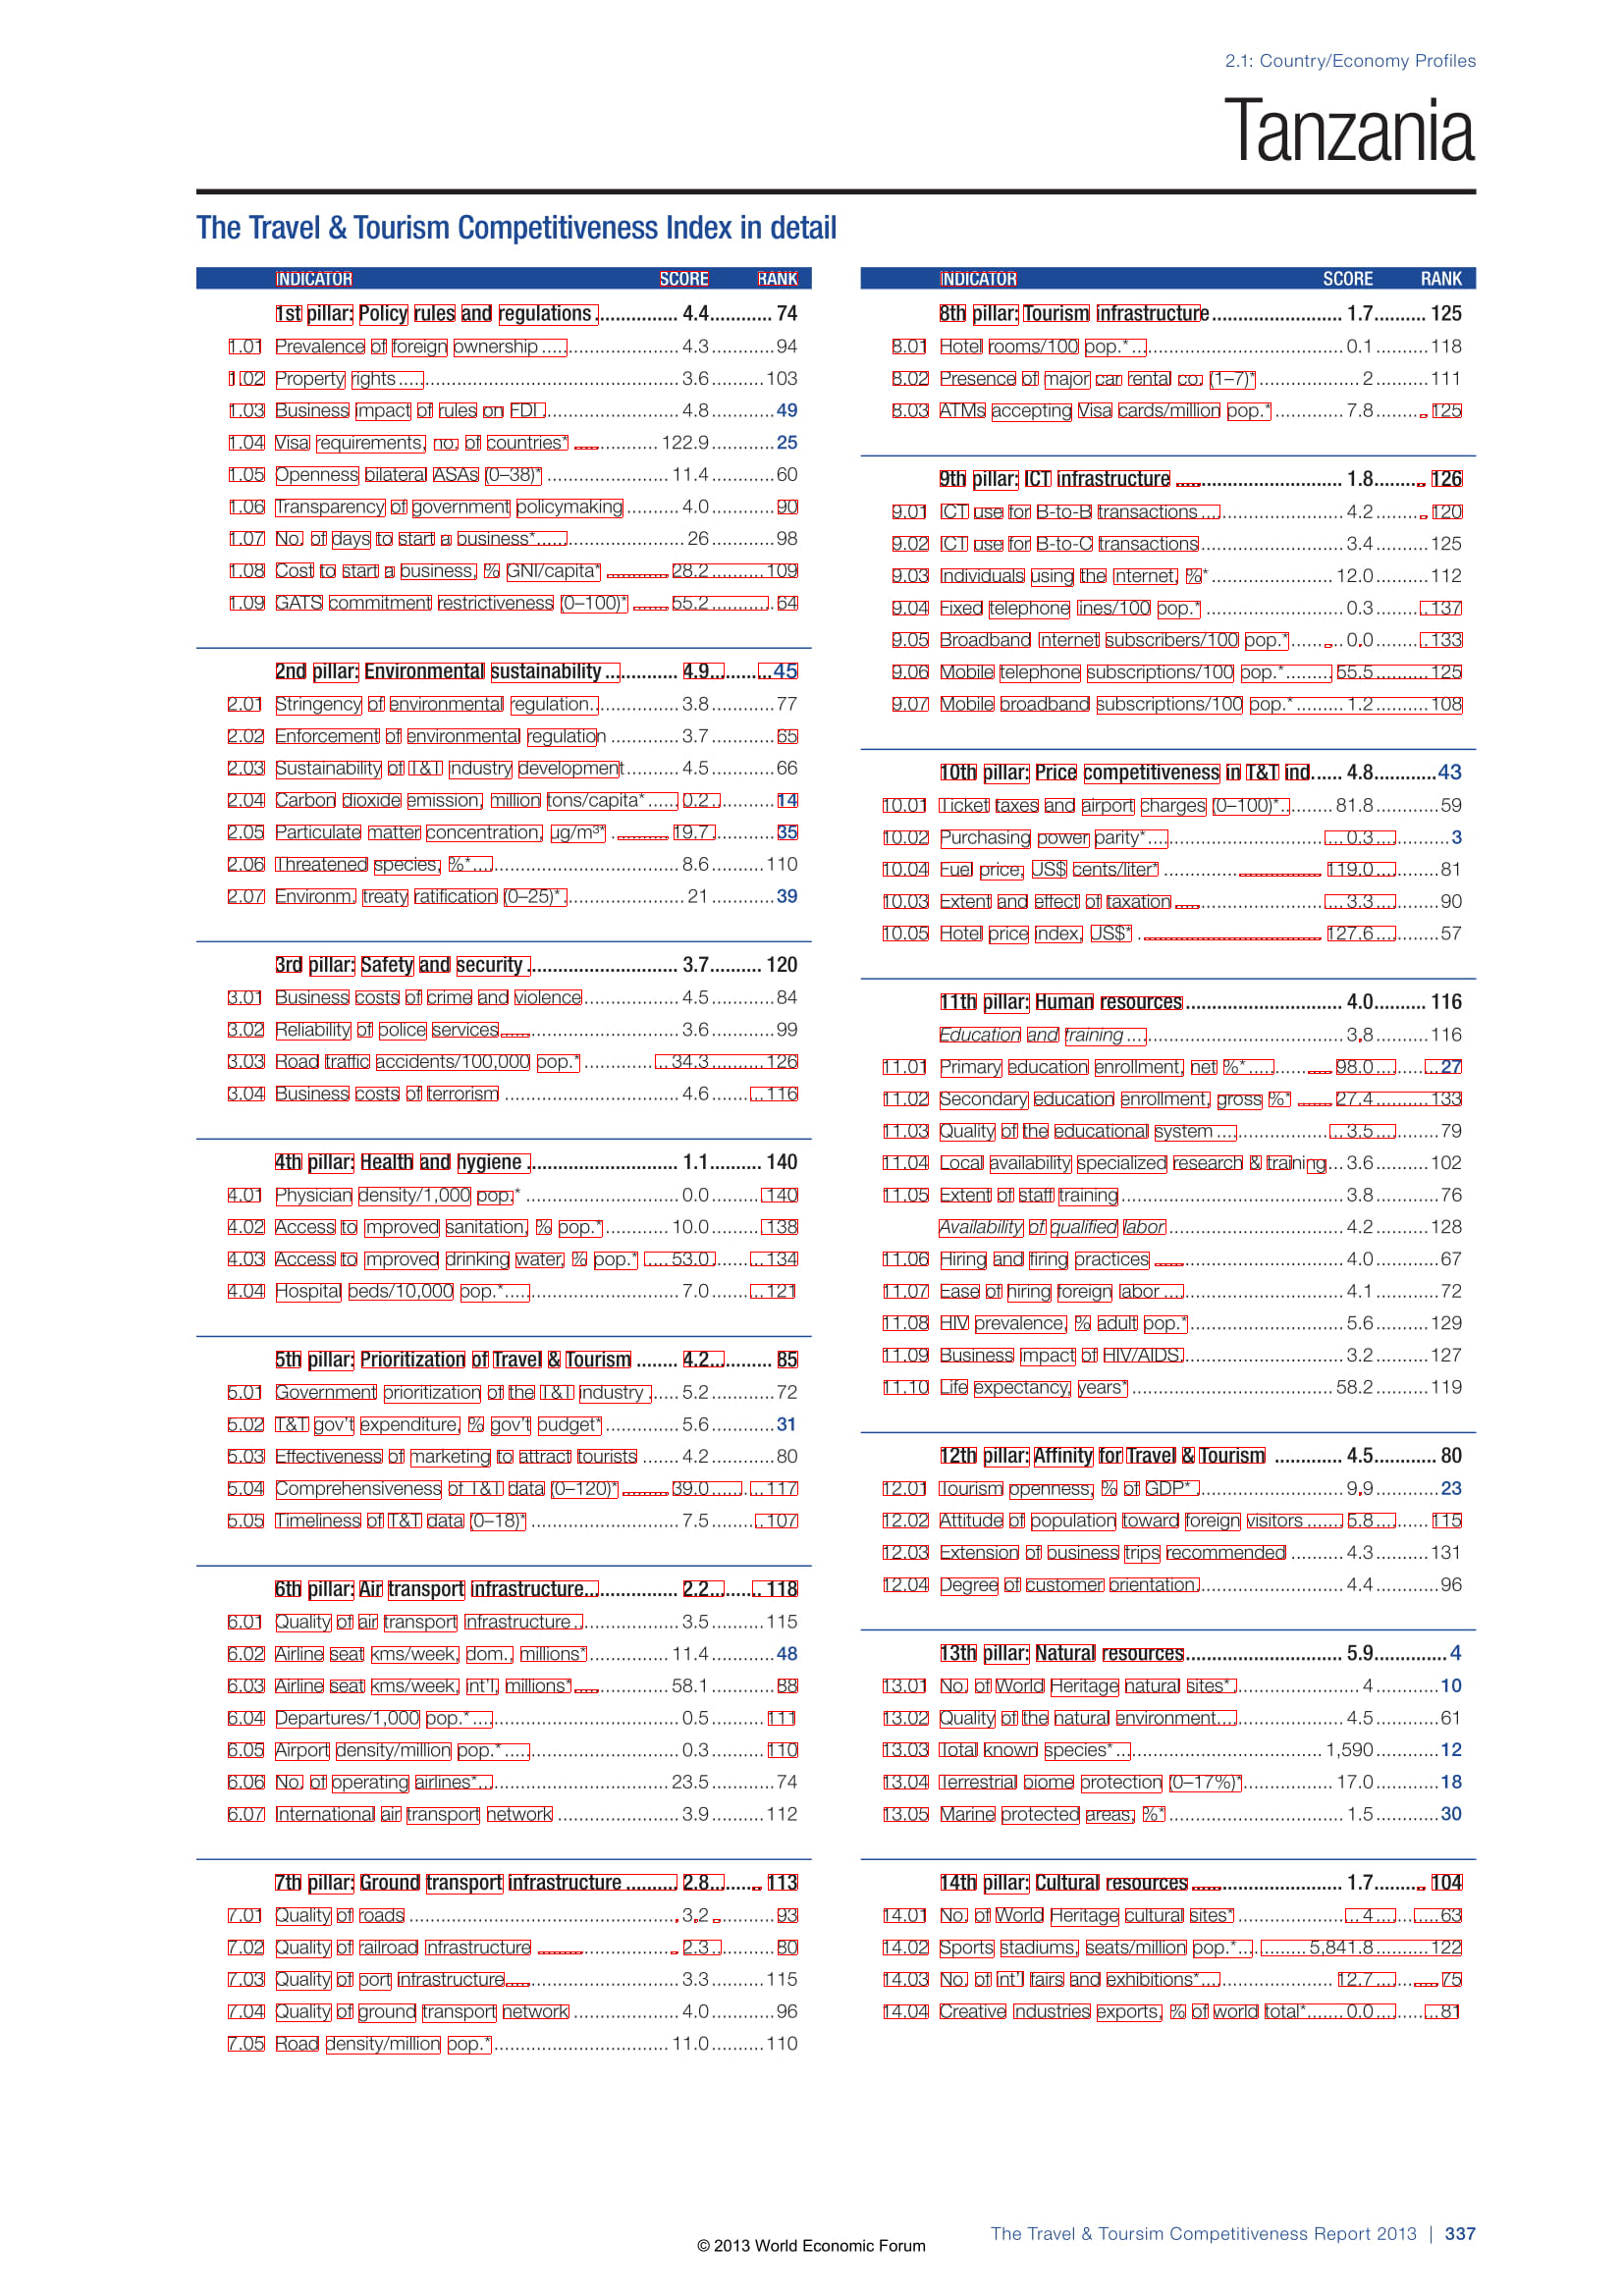 2.1: Country/Economy Profiles
Tanzania
The Travel & Tourism Competitiveness Index in detail
INDICATOR SCORE RANK
1st pillar: Policy rules and regulations ................ 4.4............ 74
1.01 Prevalence of foreign ownership .......................... 4.3 ............ 94
1.02 Property rights ..................................................... 3.6 .......... 103
1.03 Business impact of rules on FDI .......................... 4.8 ............ 49
1.04 Visa requirements, no. of countries* ................ 122.9 ............ 25
1.05 Openness bilateral ASAs (0–38)* ....................... 11.4 ............ 60
1.06 Transparency of government policymaking .......... 4.0 ............ 90
1.07 No. of days to start a business* ........................... 26 ............ 98
1.08 Cost to start a business, % GNI/capita* ............ 28.2 .......... 109
1.09 GATS commitment restrictiveness (0–100)* ....... 55.2 ............ 64
2nd pillar: Environmental sustainability .............. 4.9............ 45
2.01 Stringency of environmental regulation ................. 3.8 ............ 77
2.02 Enforcement of environmental regulation ............. 3.7 ............ 65
2.03 Sustainability of T&T industry development .......... 4.5 ............ 66
2.04 Carbon dioxide emission, million tons/capita* ...... 0.2 ............ 14
2.05 Particulate matter concentration, µg/m³* .......... 19.7 ............ 35
2.06 Threatened species, %* ....................................... 8.6 .......... 110
2.07 Environm. treaty ratification (0–25)* ....................... 21 ............ 39
3rd pillar: Safety and security ............................. 3.7.......... 120
3.01 Business costs of crime and violence .................. 4.5 ............ 84
3.02 Reliability of police services .................................. 3.6 ............ 99
3.03 Road traffic accidents/100,000 pop.* ................ 34.3 .......... 126
3.04 Business costs of terrorism ................................. 4.6 .......... 116
4th pillar: Health and hygiene ............................. 1.1.......... 140
4.01 Physician density/1,000 pop.* ............................. 0.0 .......... 140
4.02 Access to improved sanitation, % pop.* ............ 10.0 .......... 138
4.03 Access to improved drinking water, % pop.* ..... 53.0 .......... 134
4.04 Hospital beds/10,000 pop.* ................................. 7.0 .......... 121
5th pillar: Prioritization of Travel & Tourism ........ 4.2............ 85
5.01 Government prioritization of the T&T industry ...... 5.2 ............ 72
5.02 T&T gov’t expenditure, % gov’t budget* .............. 5.6 ............ 31
5.03 Effectiveness of marketing to attract tourists ....... 4.2 ............ 80
5.04 Comprehensiveness of T&T data (0–120)* ......... 39.0 .......... 117
5.05 Timeliness of T&T data (0–18)* ............................ 7.5 .......... 107
6th pillar: Air transport infrastructure.................. 2.2.......... 118
6.01 Quality of air transport infrastructure .................... 3.5 .......... 115
6.02 Airline seat kms/week, dom., millions* ............... 11.4 ............ 48
6.03 Airline seat kms/week, int’l, millions* .................. 58.1 ............ 88
6.04 Departures/1,000 pop.* ....................................... 0.5 .......... 111
6.05 Airport density/million pop.* ................................. 0.3 .......... 110
6.06 No. of operating airlines* .................................... 23.5 ............ 74
6.07 International air transport network ....................... 3.9 .......... 112
7th pillar: Ground transport infrastructure .......... 2.8.......... 113
7.01 Quality of roads ................................................... 3.2 ............ 93
7.02 Quality of railroad infrastructure ........................... 2.3 ............ 80
7.03 Quality of port infrastructure ................................. 3.3 .......... 115
7.04 Quality of ground transport network .................... 4.0 ............ 96
7.05 Road density/million pop.* ................................. 11.0 .......... 110
INDICATOR SCORE RANK
8th pillar: Tourism infrastructure ......................... 1.7.......... 125
8.01 Hotel rooms/100 pop.* ........................................ 0.1 .......... 118
8.02 Presence of major car rental co. (1–7)* ................... 2 .......... 111
8.03 ATMs accepting Visa cards/million pop.* ............. 7.8 .......... 125
9th pillar: ICT infrastructure ................................ 1.8.......... 126
9.01 ICT use for B-to-B transactions ........................... 4.2 .......... 120
9.02 ICT use for B-to-C transactions ........................... 3.4 .......... 125
9.03 Individuals using the Internet, %* ....................... 12.0 .......... 112
9.04 Fixed telephone lines/100 pop.* .......................... 0.3 .......... 137
9.05 Broadband Internet subscribers/100 pop.* .......... 0.0 .......... 133
9.06 Mobile telephone subscriptions/100 pop.* ......... 55.5 .......... 125
9.07 Mobile broadband subscriptions/100 pop.* ......... 1.2 .......... 108
10th pillar: Price competitiveness in T&T ind...... 4.8............ 43
10.01 Ticket taxes and airport charges (0–100)* .......... 81.8 ............ 59
10.02 Purchasing power parity* ..................................... 0.3 .............. 3
10.04 Fuel price, US$ cents/liter* ............................... 119.0 ............ 81
10.03 Extent and effect of taxation ................................ 3.3 ............ 90
10.05 Hotel price index, US$* .................................... 127.6 ............ 57
11th pillar: Human resources .............................. 4.0.......... 116
Education and training ......................................... 3.8 .......... 116
11.01 Primary education enrollment, net %* ................ 98.0 ............ 27
11.02 Secondary education enrollment, gross %* ....... 27.4 .......... 133
11.03 Quality of the educational system ........................ 3.5 ............ 79
11.04 Local availability specialized research & training ... 3.6 .......... 102
11.05 Extent of staff training .......................................... 3.8 ............ 76
Availability of qualified labor ................................. 4.2 .......... 128
11.06 Hiring and firing practices .................................... 4.0 ............ 67
11.07 Ease of hiring foreign labor .................................. 4.1 ............ 72
11.08 HIV prevalence, % adult pop.* ............................. 5.6 .......... 129
11.09 Business impact of HIV/AIDS ............................... 3.2 .......... 127
11.10 Life expectancy, years* ...................................... 58.2 .......... 119
12th pillar: Affinity for Travel & Tourism ............. 4.5............ 80
12.01 Tourism openness, % of GDP* ............................ 9.9 ............ 23
12.02 Attitude of population toward foreign visitors ....... 5.8 .......... 115
12.03 Extension of business trips recommended .......... 4.3 .......... 131
12.04 Degree of customer orientation ............................ 4.4 ............ 96
13th pillar: Natural resources .............................. 5.9.............. 4
13.01 No. of World Heritage natural sites* ........................ 4 ............ 10
13.02 Quality of the natural environment ........................ 4.5 ............ 61
13.03 Total known species* ..................................... 1,590 ............ 12
13.04 Terrestrial biome protection (0–17%)* ................. 17.0 ............ 18
13.05 Marine protected areas, %* ................................. 1.5 ............ 30
14th pillar: Cultural resources ............................. 1.7.......... 104
14.01 No. of World Heritage cultural sites* ....................... 4 ............ 63
14.02 Sports stadiums, seats/million pop.* ............ 5,841.8 .......... 122
14.03 No. of int’l fairs and exhibitions* ......................... 12.7 ............ 75
14.04 Creative industries exports, % of world total* ....... 0.0 ............ 81
The Travel & Toursim Competitiveness Report 2013 | 337
© 2013 World Economic Forum